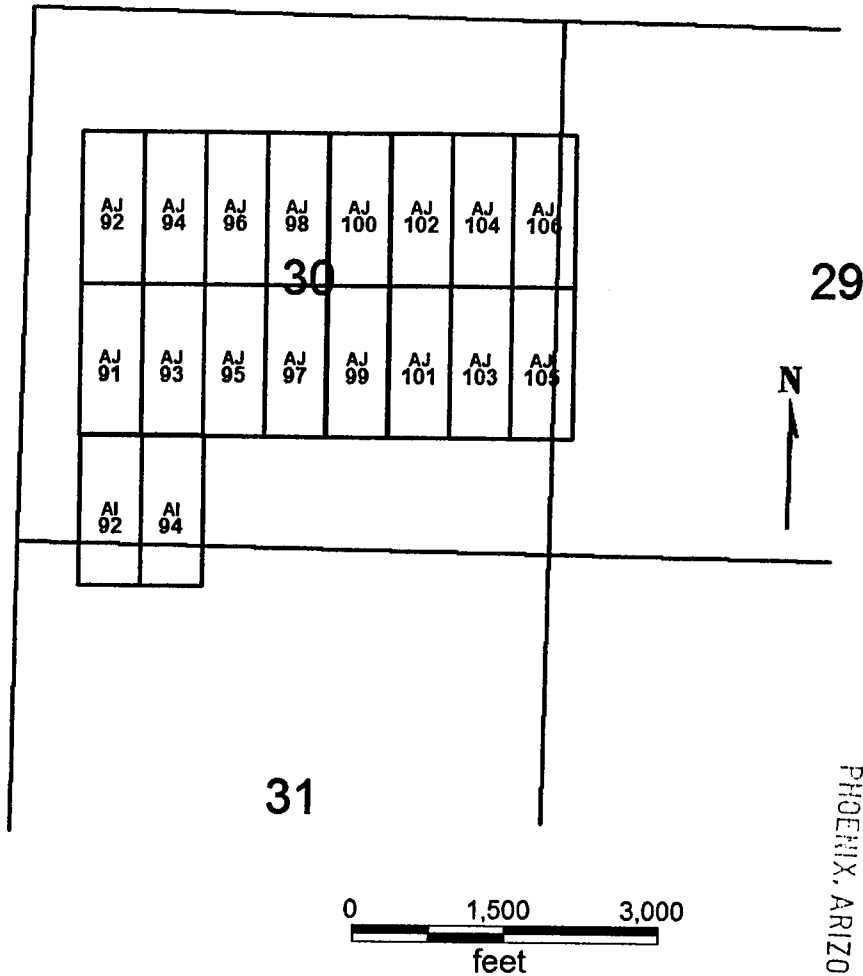 AJ
92
AJ
94
AJ
96
AJ
98
AJ
100
AJ
102
AJ
104
AJ
106
30
29
AJ
91
AJ
93
AJ
95
AJ
97
AJ
99
AJ
101
AJ
103
AJ
105
N
AI
92
AI
94
31
PHOENIX, ARIZO
0 1,500 3,000
feet